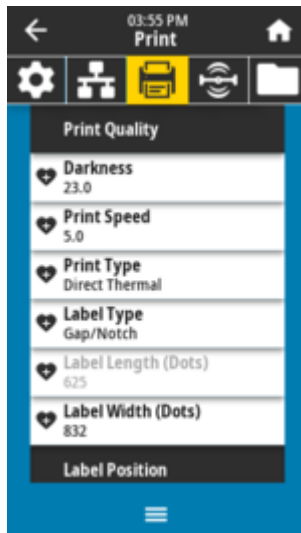 03:55 PM
Print
Print Quality
Darkness
23.0
Print Speed
5.0
Print Type
Direct Thermal
Label Type
Gap/Notch
Label Length (Dots)
625
Label Width (Dots)
832
Label Position